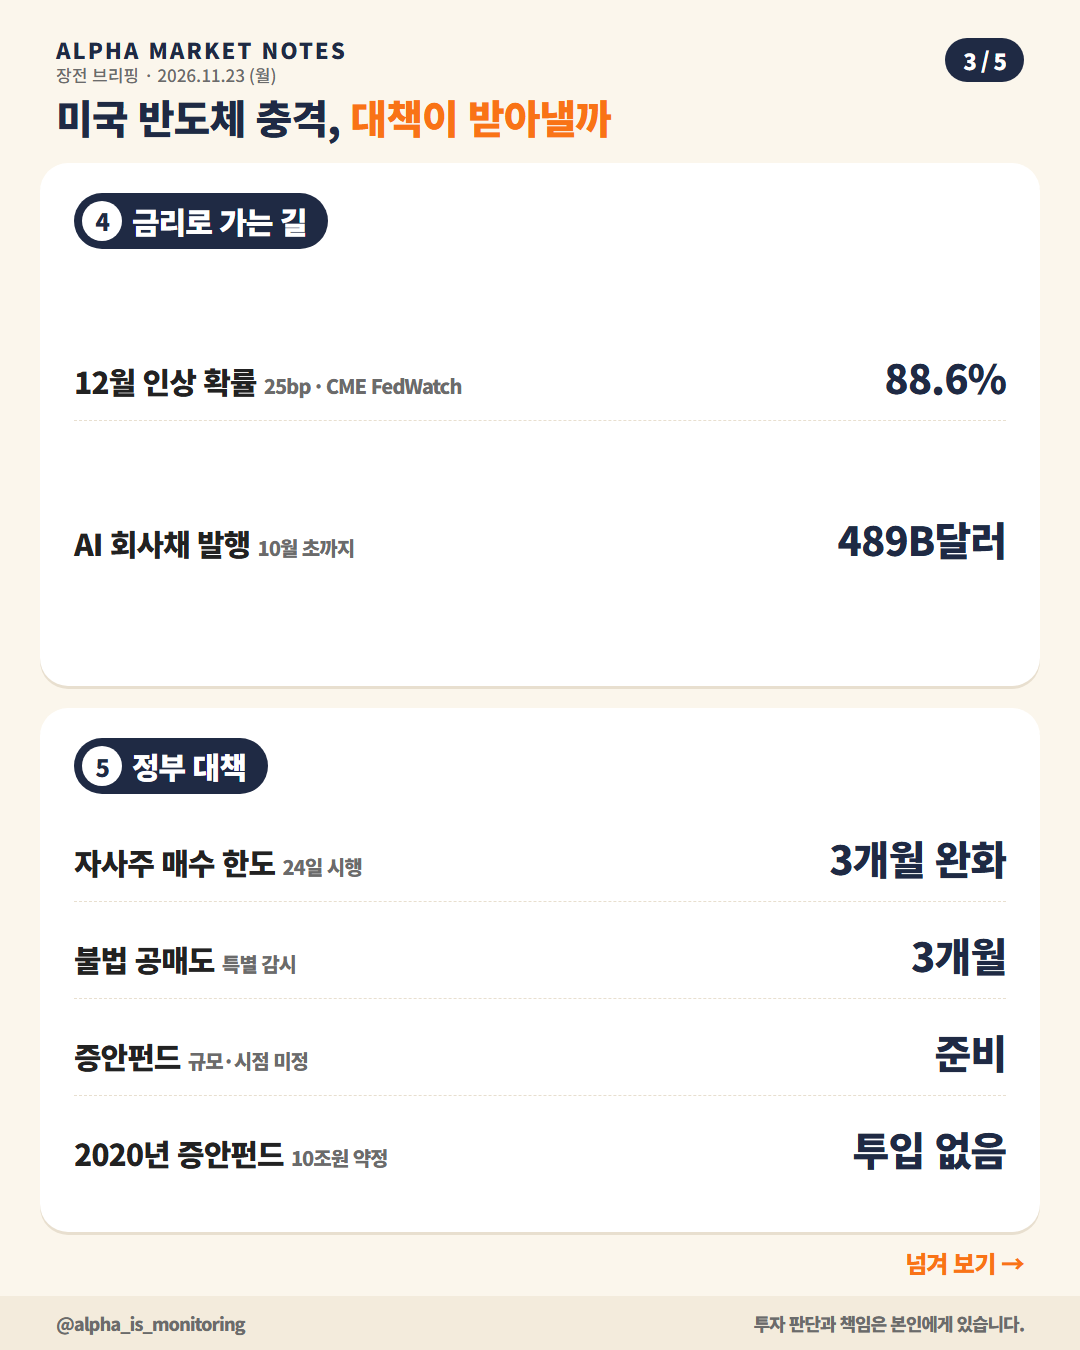 ALPHA MARKET NOTES
장전 브리핑 · 2026.11.23 (월)
3 / 5
미국 반도체 충격, 대책이 받아낼까
4 금리로 가는 길
12월 인상 확률 25bp · CME FedWatch 88.6%
AI 회사채 발행 10월 초까지 489B달러
5 정부 대책
자사주 매수 한도 24일 시행 3개월 완화
불법 공매도 특별 감시 3개월
증안펀드 규모·시점 미정 준비
2020년 증안펀드 10조원 약정 투입 없음
넘겨 보기 →
@alpha_is_monitoring 투자 판단과 책임은 본인에게 있습니다.